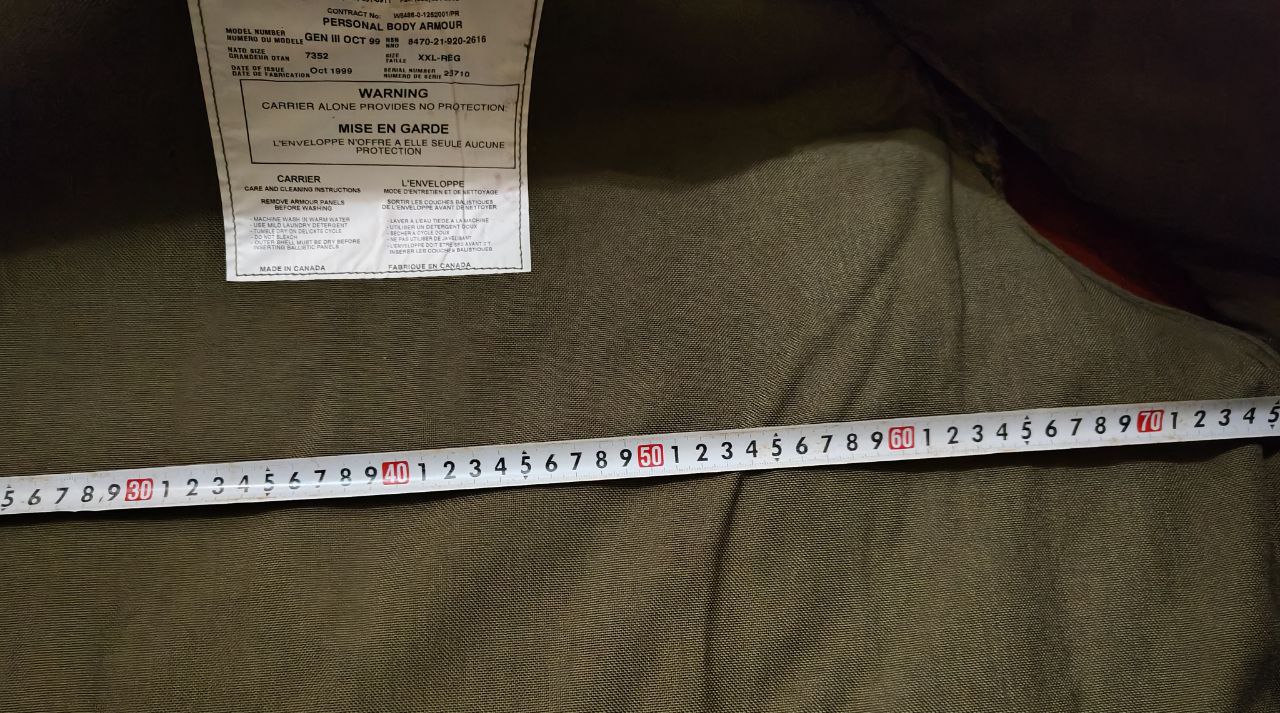 CONTRACT No: W8486-0-1252001/PR
PERSONAL BODY ARMOUR
MODEL NUMBER
NUMERO DU MODELE GEN III OCT 99 NSN
NNO 8470-21-920-2616
NATO SIZE
GRANDEUR OTAN 7352 SIZE
TAILLE XXL-REG
DATE OF ISSUE
DATE DE FABRICATION Oct 1999 SERIAL NUMBER
NUMERO DE SERIE 23710
WARNING
CARRIER ALONE PROVIDES NO PROTECTION
MISE EN GARDE
L'ENVELOPPE N'OFFRE A ELLE SEULE AUCUNE
PROTECTION
CARRIER
CARE AND CLEANING INSTRUCTIONS
REMOVE ARMOUR PANELS
BEFORE WASHING
- MACHINE WASH IN WARM WATER
- USE MILD LAUNDRY DETERGENT
- TUMBLE DRY ON DELICATE CYCLE
- DO NOT BLEACH
- OUTER SHELL MUST BE DRY BEFORE
INSERTING BALLISTIC PANELS
MADE IN CANADA
L'ENVELOPPE
MODE D'ENTRETIEN ET DE NETTOYAGE
SORTIR LES COUCHES BALISTIQUES
DE L'ENVELOPPE AVANT DE NETTOYER
- LAVER A L'EAU TIEDE A LA MACHINE
- UTILISER UN DETERGENT DOUX
- SECHER A CYCLE DOUX
- NE PAS UTILISER DE JAVELISANT
- L'ENVELOPPE DOIT ETRE AVANT
INSERER LES COUCHES BALISTIQUES
FABRIQUE EN CANADA
5 6 7 8 9 30 1 2 3 4 5 6 7 8 9 40 1 2 3 4 5 6 7 8 9 50 1 2 3 4 5 6 7 8 9 60 1 2 3 4 5 6 7 8 9 70 1 2 3 4 5